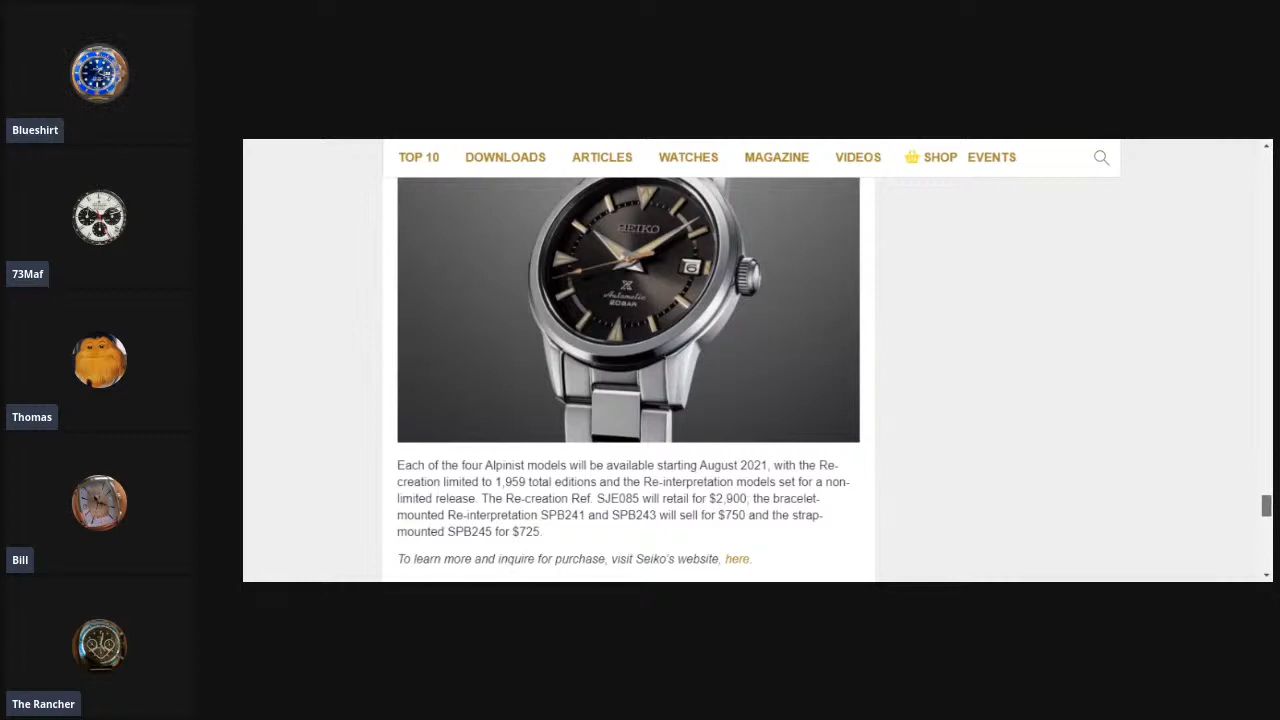 Blueshirt
73Maf
Thomas
Bill
The Rancher
TOP 10 DOWNLOADS ARTICLES WATCHES MAGAZINE VIDEOS SHOP EVENTS
SEIKO
6
Automatic
20BAR
Each of the four Alpinist models will be available starting August 2021, with the Re-
creation limited to 1,959 total editions and the Re-interpretation models set for a non-
limited release. The Re-creation Ref. SJE085 will retail for $2,900; the bracelet-
mounted Re-interpretation SPB241 and SPB243 will sell for $750 and the strap-
mounted SPB245 for $725.
To learn more and inquire for purchase, visit Seiko's website, here.